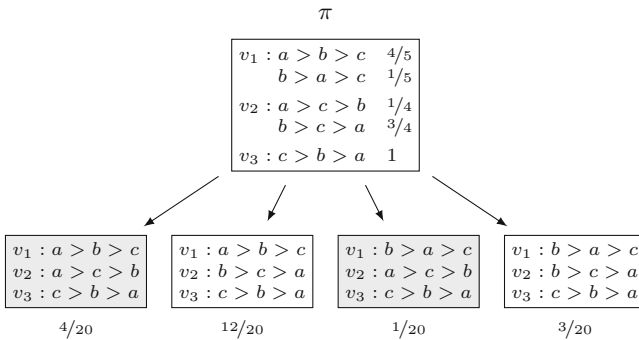 π
v₁ : a > b > c 4/5
b > a > c 1/5
v₂ : a > c > b 1/4
b > c > a 3/4
v₃ : c > b > a 1
v₁ : a > b > c
v₂ : a > c > b
v₃ : c > b > a
4/20
v₁ : a > b > c
v₂ : b > c > a
v₃ : c > b > a
12/20
v₁ : b > a > c
v₂ : a > c > b
v₃ : c > b > a
1/20
v₁ : b > a > c
v₂ : b > c > a
v₃ : c > b > a
3/20